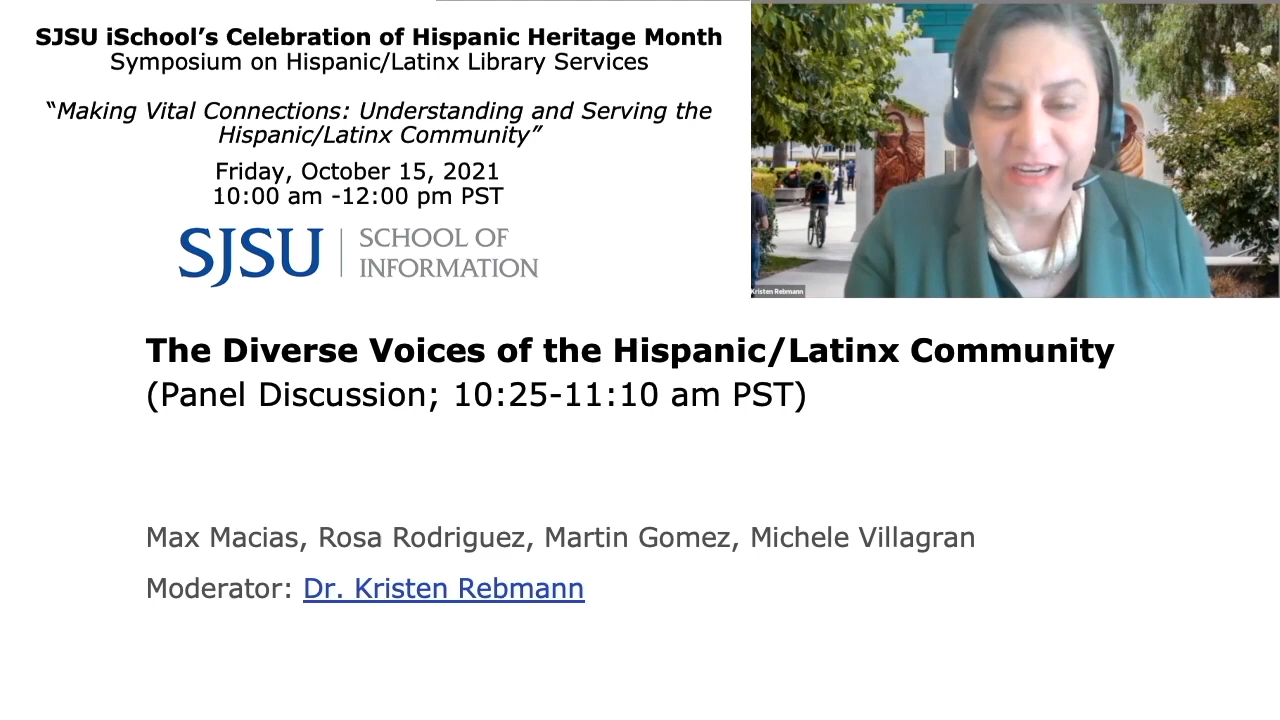 SJSU iSchool’s Celebration of Hispanic Heritage Month
Symposium on Hispanic/Latinx Library Services
“Making Vital Connections: Understanding and Serving the
Hispanic/Latinx Community”
Friday, October 15, 2021
10:00 am -12:00 pm PST
SJSU
SCHOOL OF
INFORMATION
Kristen Rebmann
The Diverse Voices of the Hispanic/Latinx Community
(Panel Discussion; 10:25-11:10 am PST)
Max Macias, Rosa Rodriguez, Martin Gomez, Michele Villagran
Moderator: Dr. Kristen Rebmann